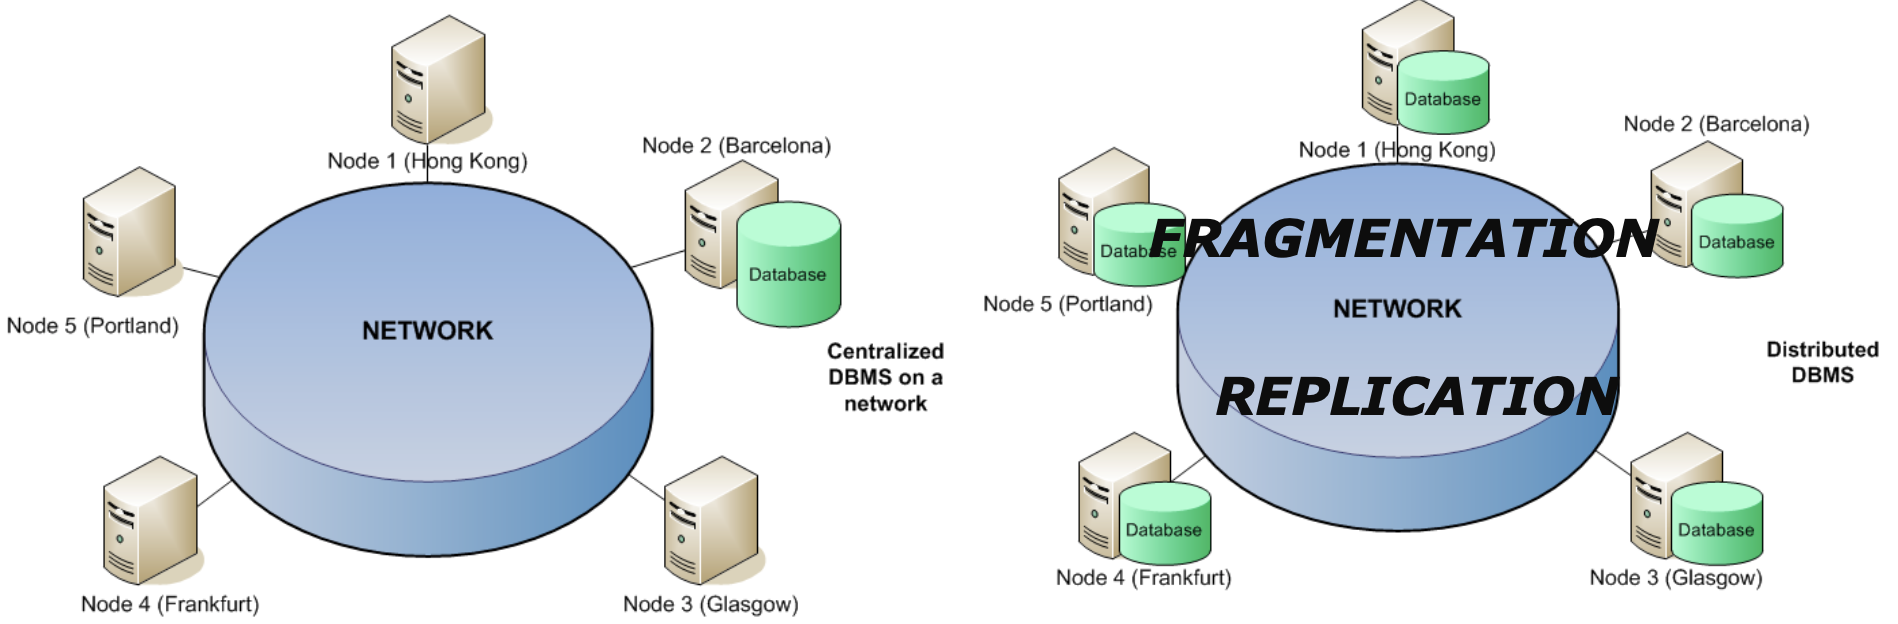 Node 1 (Hong Kong)
Node 2 (Barcelona)
Database
Node 5 (Portland)
NETWORK
Centralized
DBMS on a
network
Node 4 (Frankfurt)
Node 3 (Glasgow)
Database
Node 1 (Hong Kong)
Node 2 (Barcelona)
Database
Database
FRAGMENTATION
Node 5 (Portland)
NETWORK
Distributed
DBMS
REPLICATION
Database
Node 4 (Frankfurt)
Database
Node 3 (Glasgow)